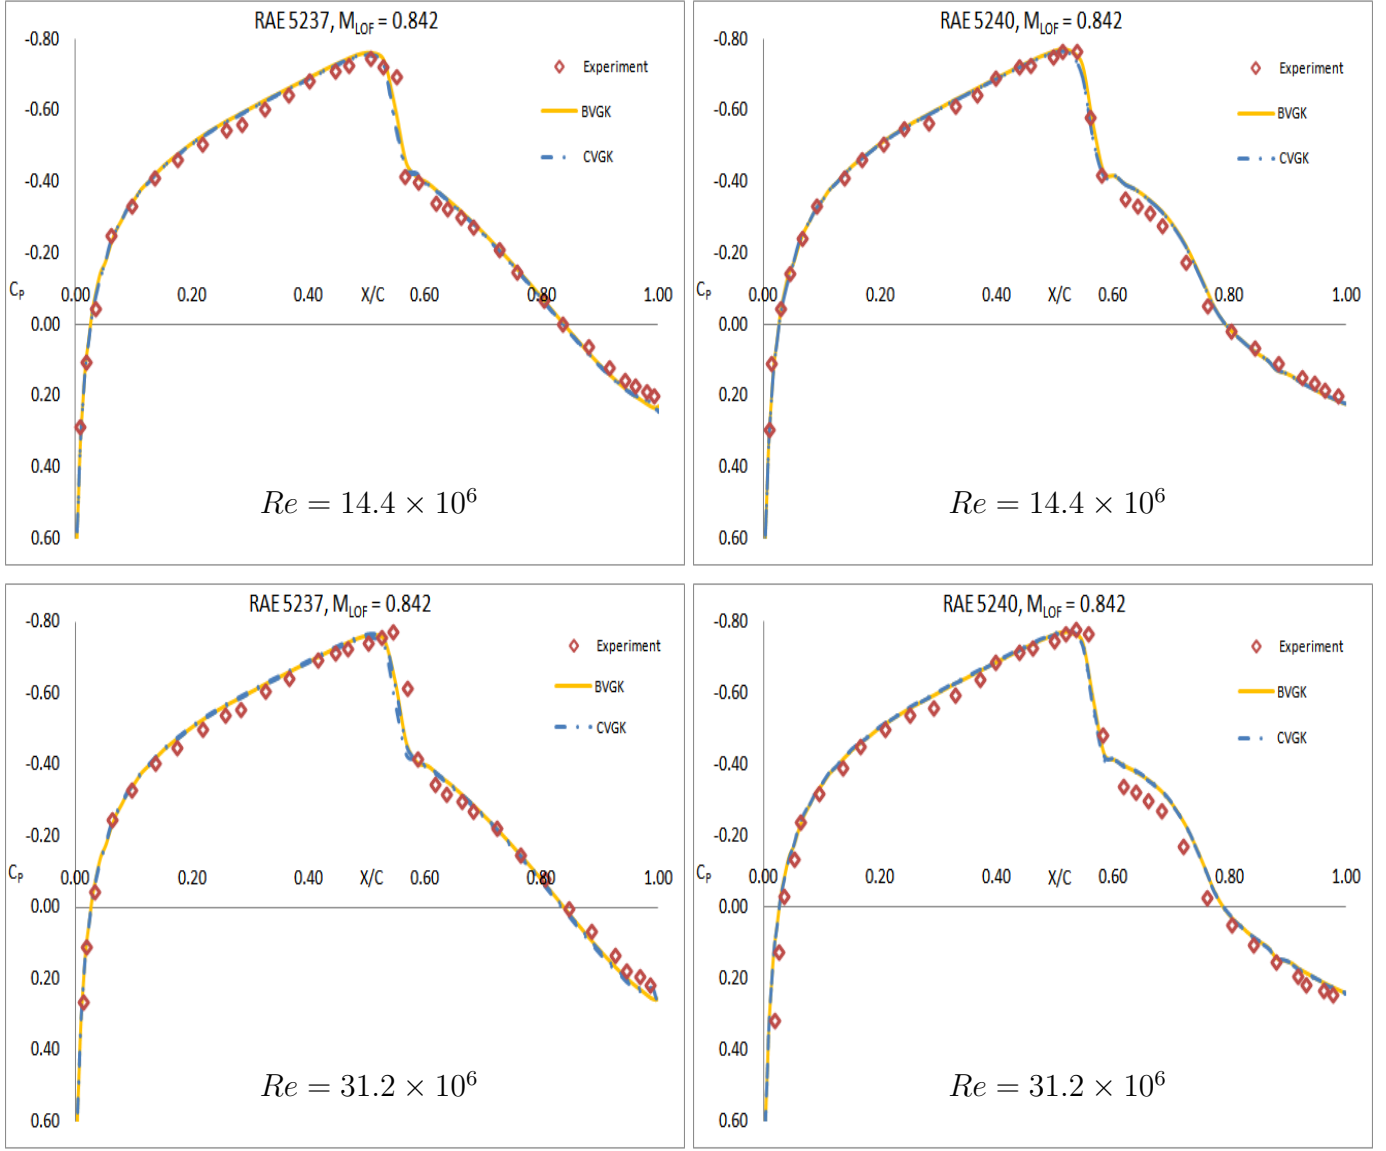 RAE 5237, M_LOF = 0.842
-0.80
Experiment
-0.60
BVGK
CVGK
-0.40
-0.20
C_P
0.00 0.20 0.40 X/C 0.60 0.80 1.00
0.00
0.20
0.40
Re = 14.4 × 10^6
0.60
RAE 5240, M_LOF = 0.842
-0.80
Experiment
-0.60
BVGK
CVGK
-0.40
-0.20
C_P
0.00 0.20 0.40 X/C 0.60 0.80 1.00
0.00
0.20
0.40
Re = 14.4 × 10^6
0.60
RAE 5237, M_LOF = 0.842
-0.80
Experiment
-0.60
BVGK
CVGK
-0.40
-0.20
C_P
0.00 0.20 0.40 X/C 0.60 0.80 1.00
0.00
0.20
0.40
Re = 31.2 × 10^6
0.60
RAE 5240, M_LOF = 0.842
-0.80
Experiment
-0.60
BVGK
CVGK
-0.40
-0.20
C_P
0.00 0.20 0.40 X/C 0.60 0.80 1.00
0.00
0.20
0.40
Re = 31.2 × 10^6
0.60